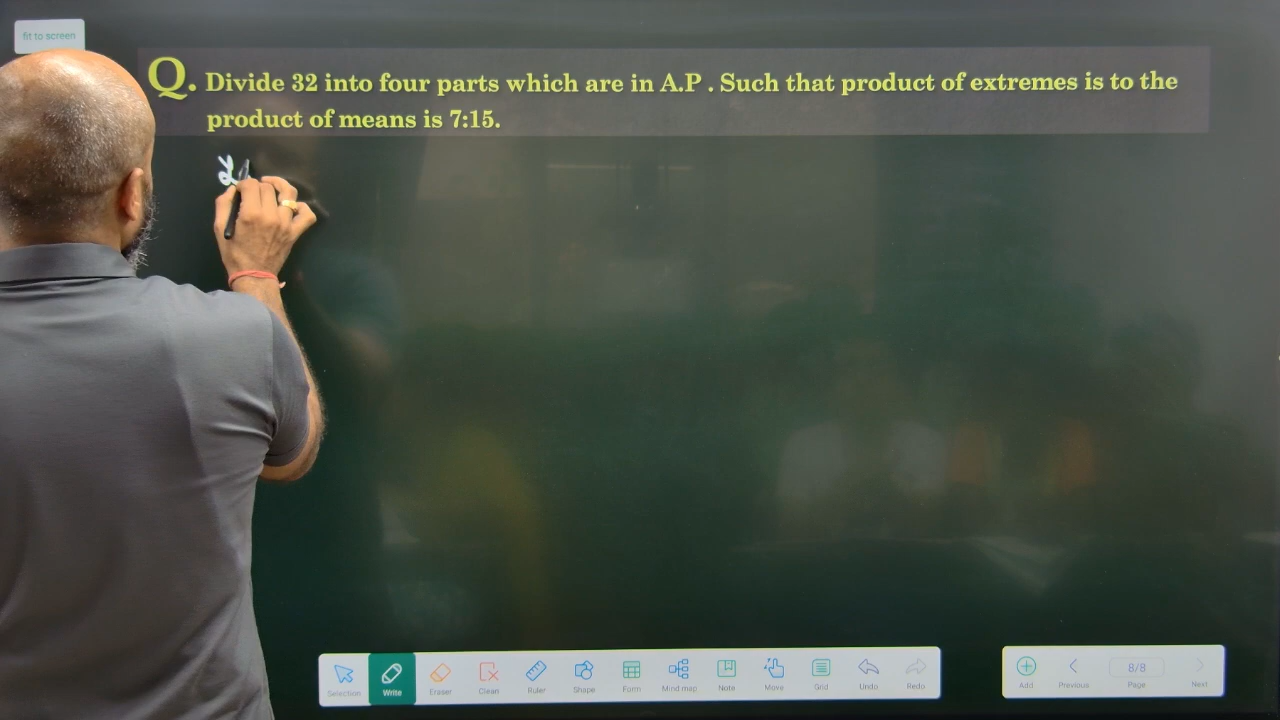 fit to screen
Q. Divide 32 into four parts which are in A.P . Such that product of extremes is to the
product of means is 7:15.
Selection Write Eraser Clean Ruler Shape Form Mind map Note Move Grid Undo Redo
Add Previous 8/8 Page Next